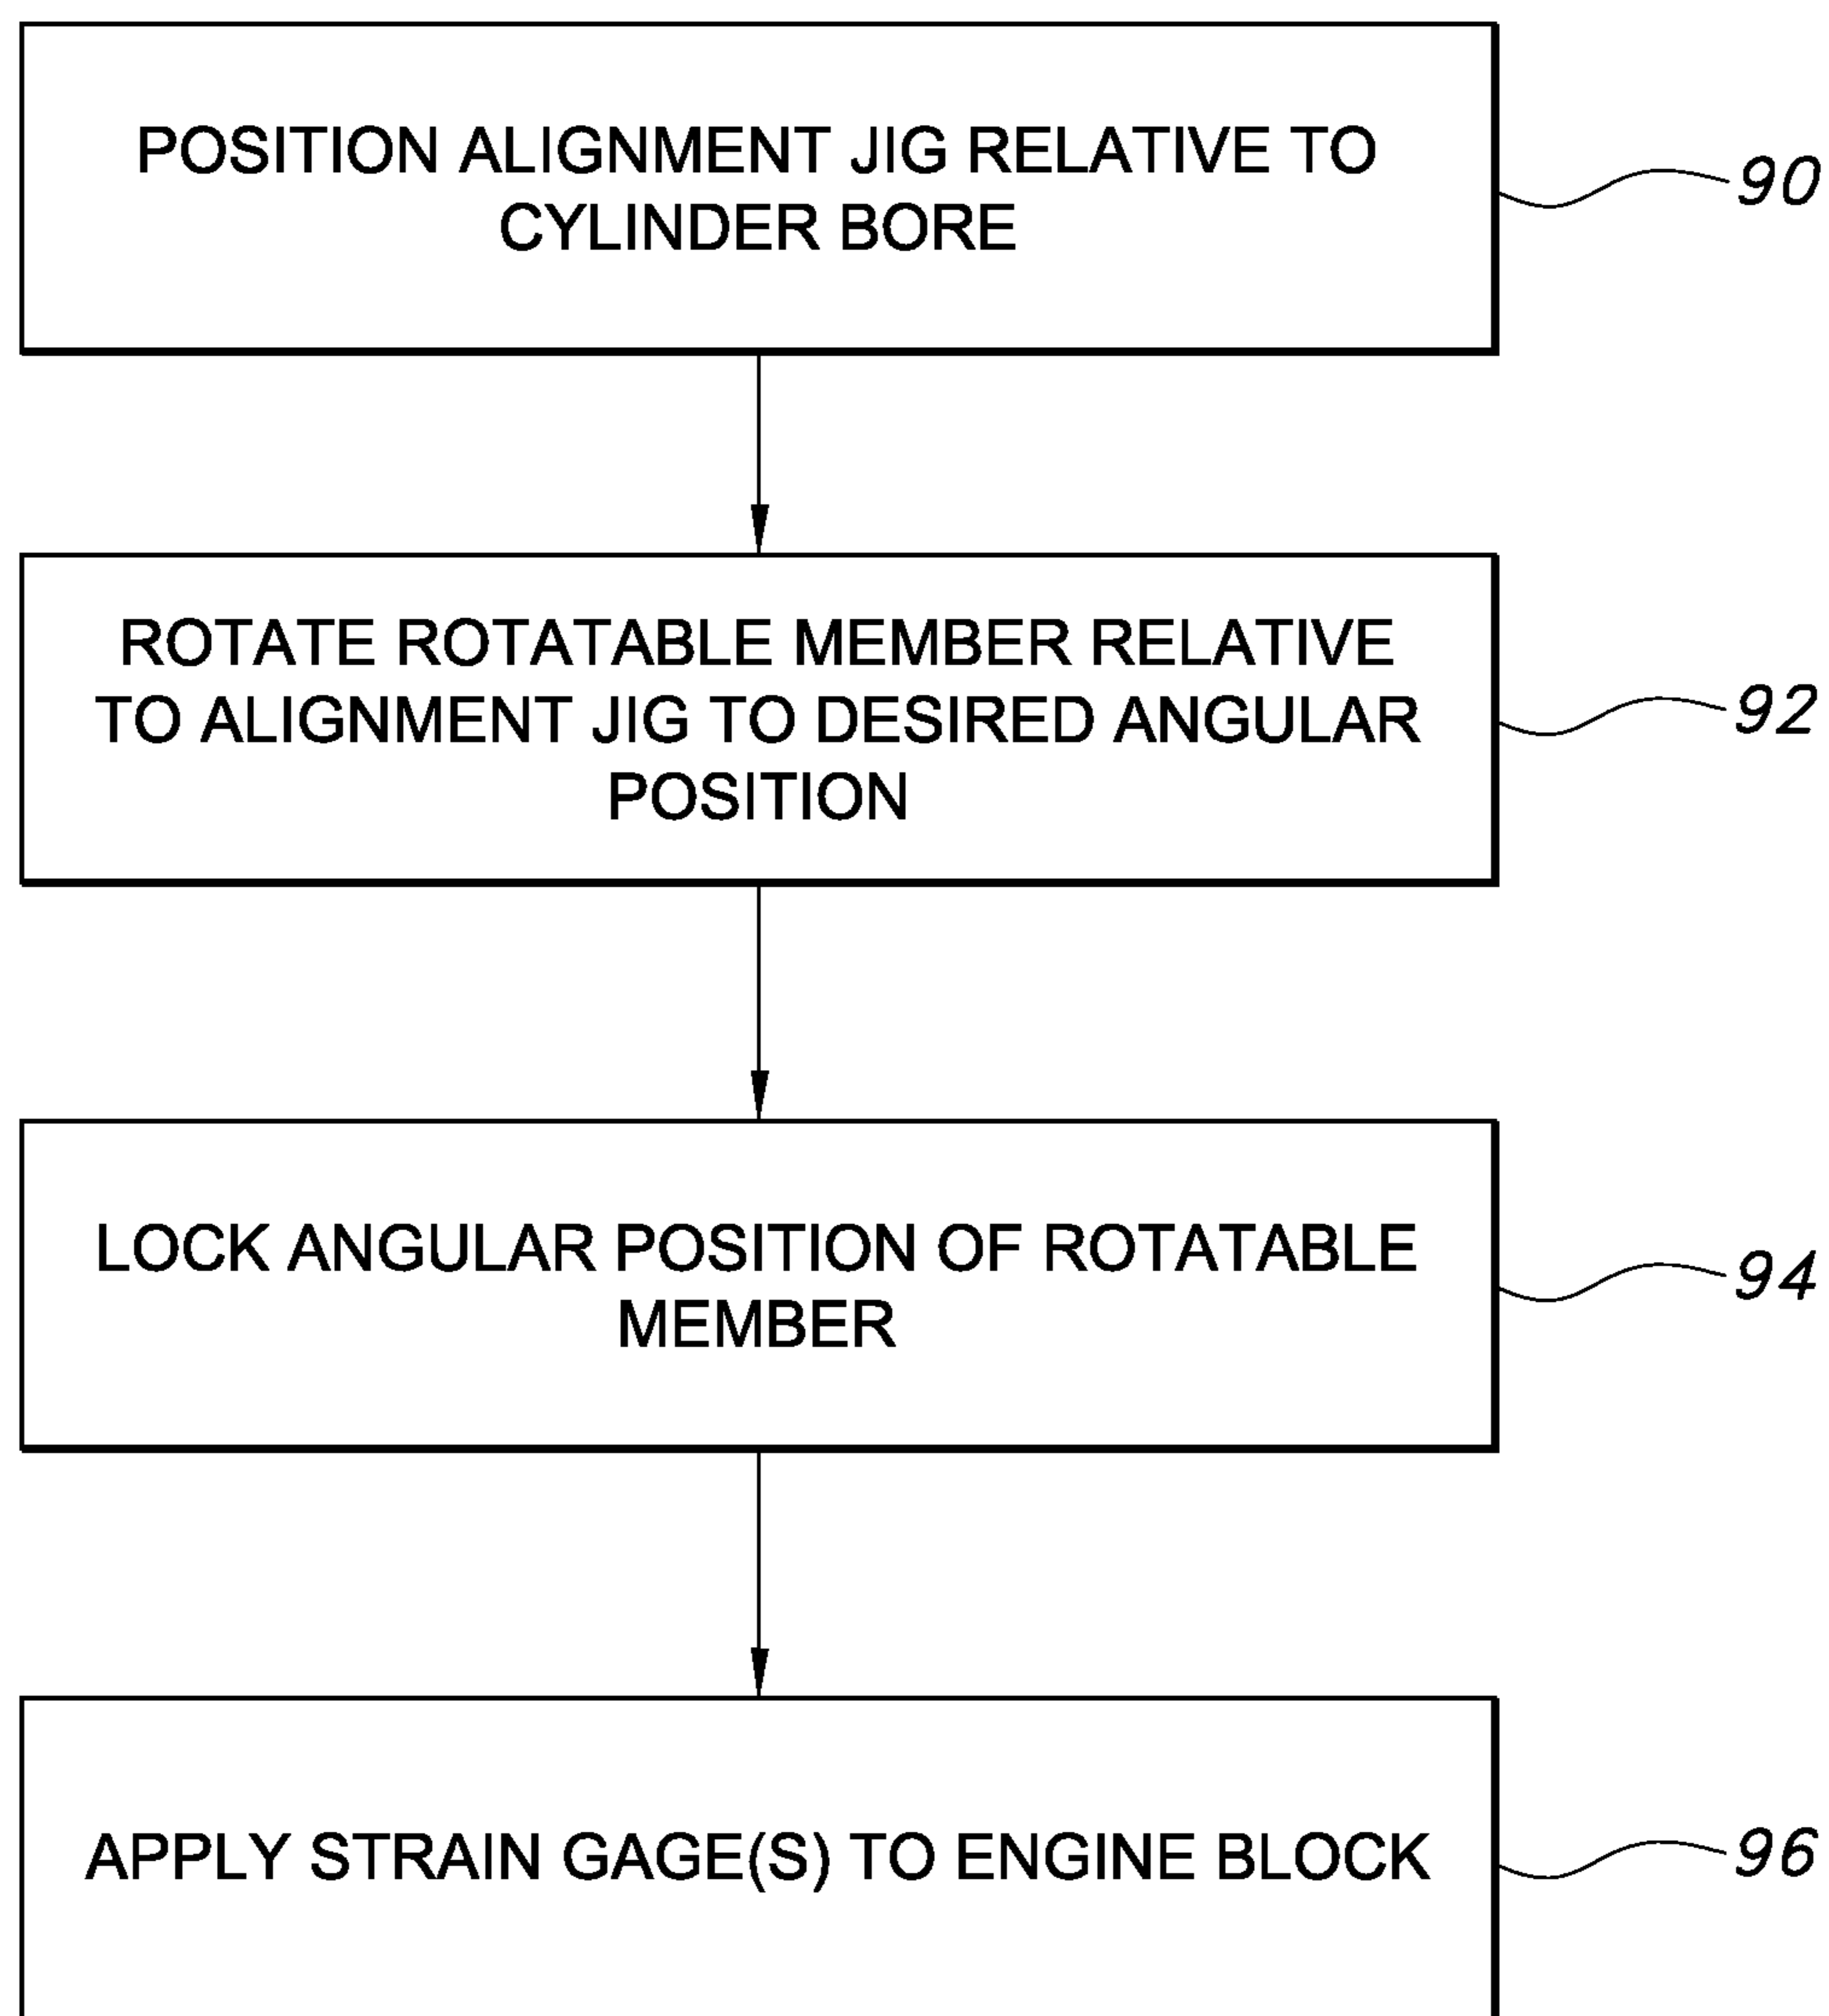 POSITION ALIGNMENT JIG RELATIVE TO
CYLINDER BORE
90
ROTATE ROTATABLE MEMBER RELATIVE
TO ALIGNMENT JIG TO DESIRED ANGULAR
POSITION
92
LOCK ANGULAR POSITION OF ROTATABLE
MEMBER
94
APPLY STRAIN GAGE(S) TO ENGINE BLOCK
96